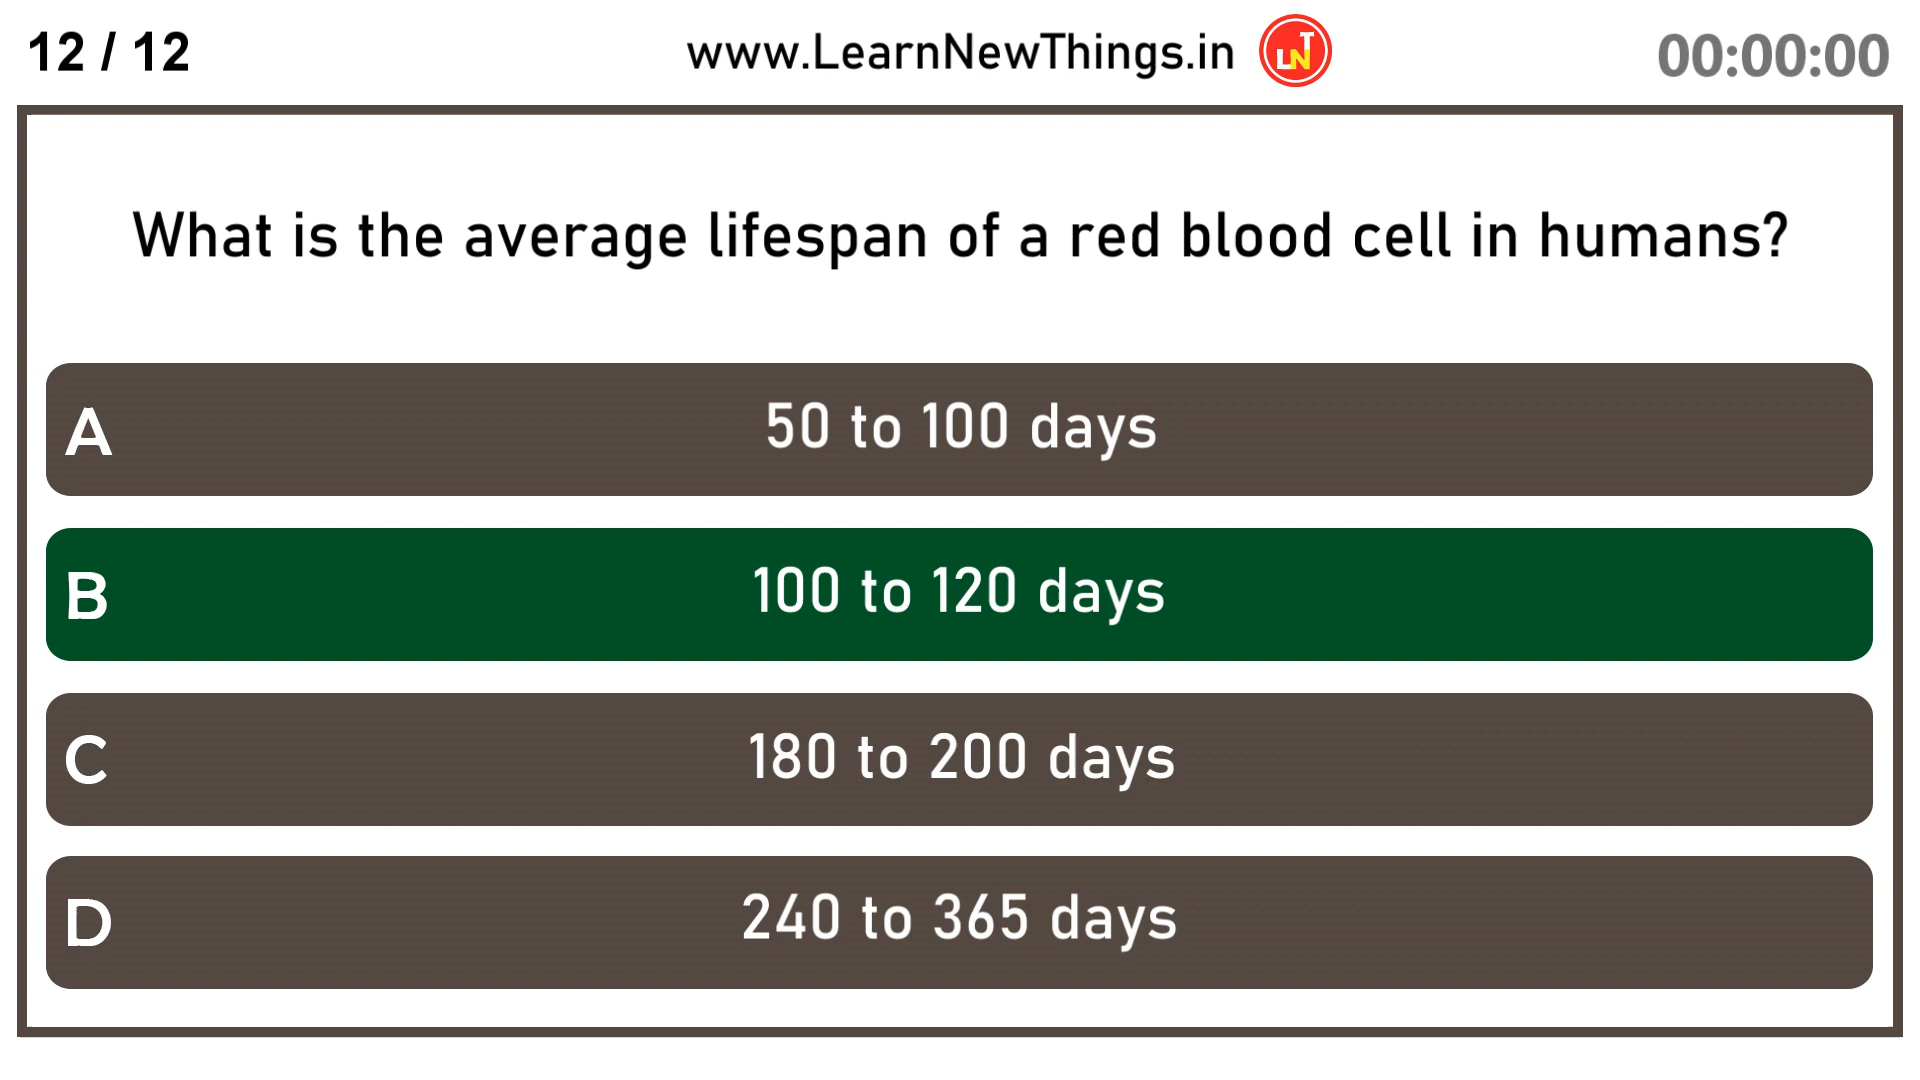 12 / 12
www.LearnNewThings.in
LNT
00:00:00
What is the average lifespan of a red blood cell in humans?
A 50 to 100 days
B 100 to 120 days
C 180 to 200 days
D 240 to 365 days